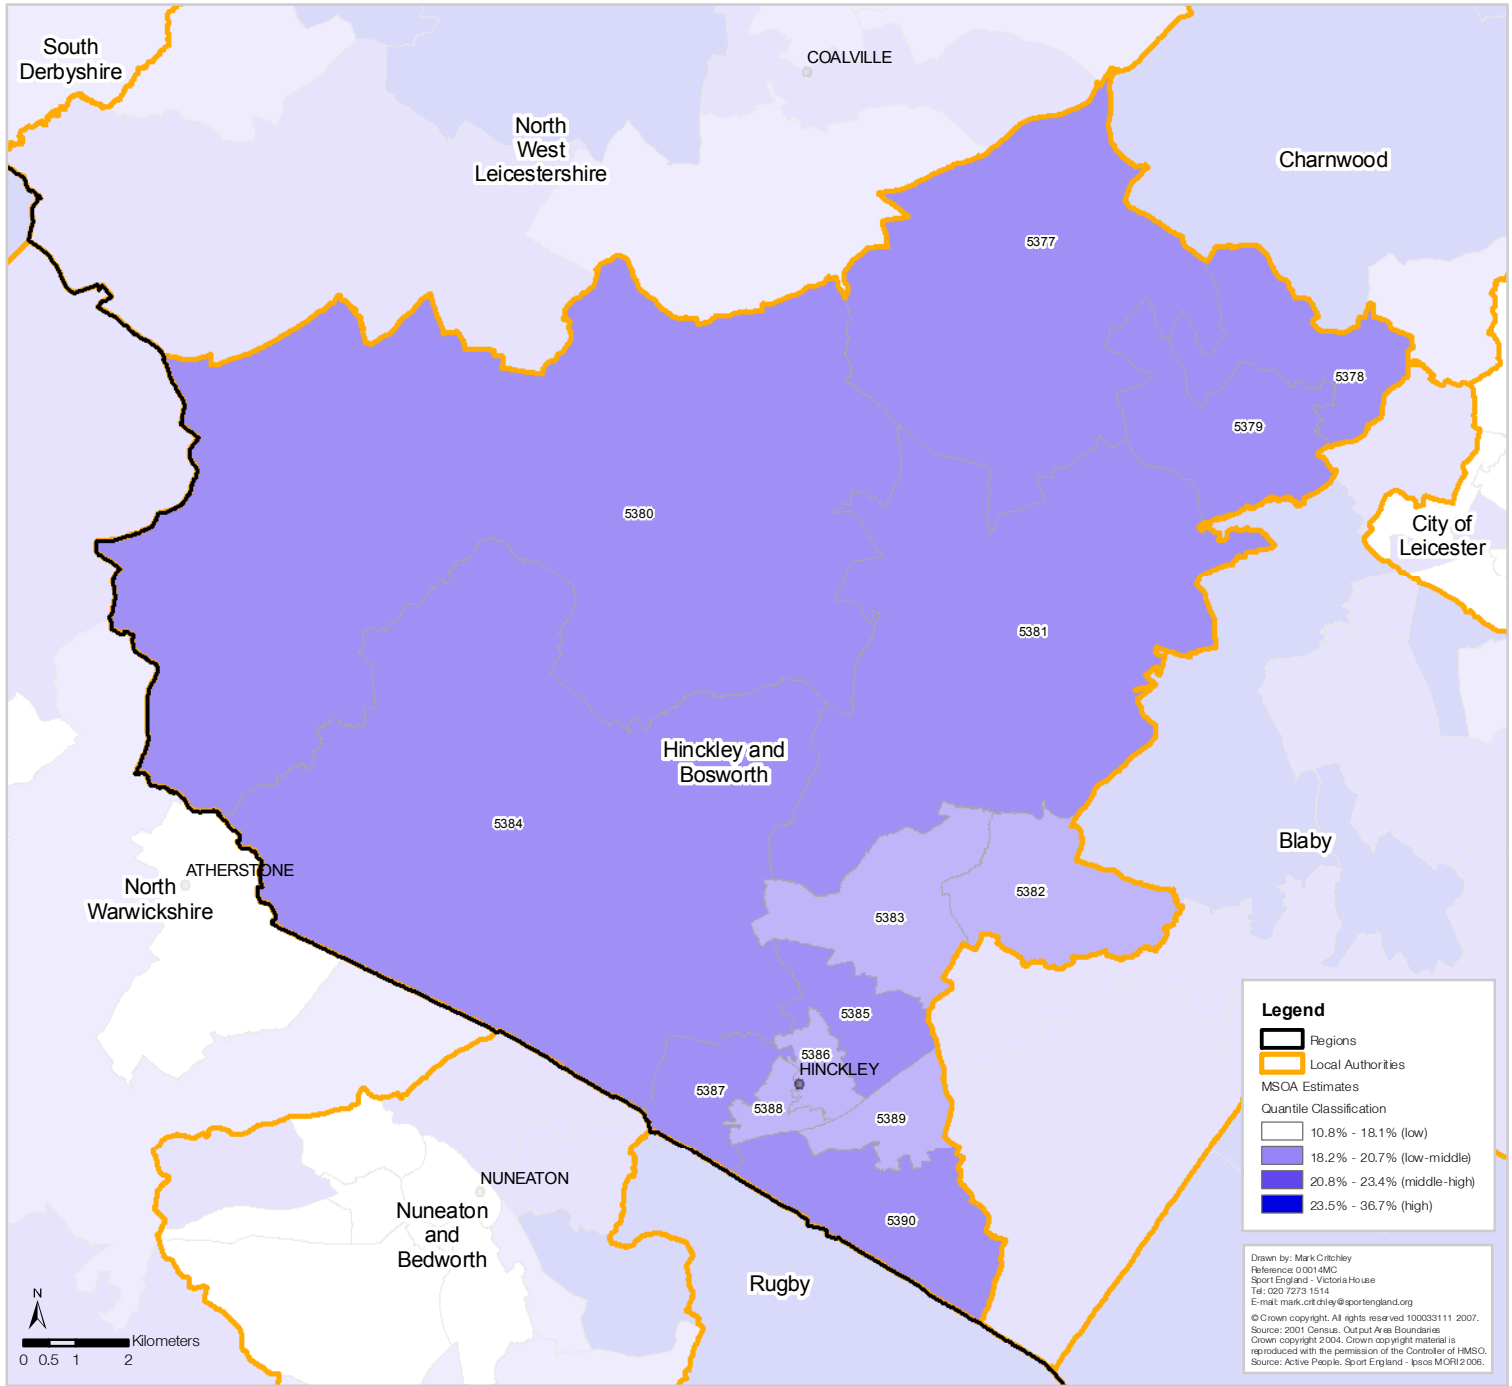 South
Derbyshire
COALVILLE
North
West
Leicestershire
Charnwood
5377
5378
5379
5380
City of
Leicester
5381
Hinckley and
Bosworth
5384
Blaby
ATHERSTONE
North
Warwickshire
5382
5383
5385
5386
HINCKLEY
5387
5388
5389
NUNEATON
Nuneaton
and
Bedworth
5390
Rugby
N
Kilometers
0 0.5 1 2
Legend
Regions
Local Authorities
MSOA Estimates
Quantile Classification
10.8% - 18.1% (low)
18.2% - 20.7% (low-middle)
20.8% - 23.4% (middle-high)
23.5% - 36.7% (high)
Drawn by: Mark Critchley
Reference: 00014MC
Sport England - Victoria House
Tel: 020 7273 1514
E-mail: mark.critchley@sportengland.org
© Crown copyright. All rights reserved 100033111 2007.
Source: 2001 Census. Output Area Boundaries
Crown copyright 2004. Crown copyright material is
reproduced with the permission of the Controller of HMSO.
Source: Active People. Sport England - Ipsos MORI 2006.